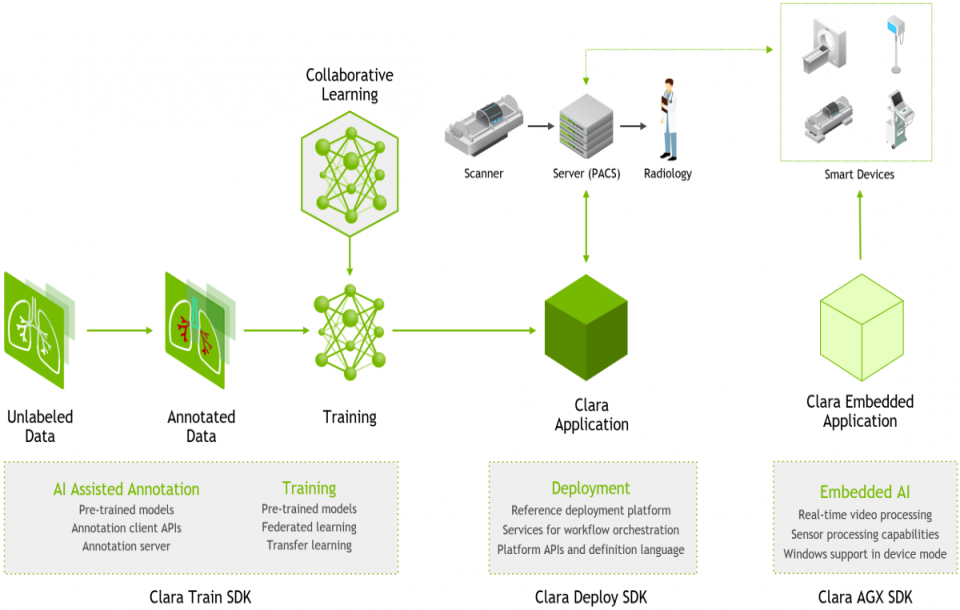 Collaborative
Learning
Scanner
Server (PACS)
Radiology
Smart Devices
Unlabeled
Data
Annotated
Data
Training
Clara
Application
Clara Embedded
Application
AI Assisted Annotation
Pre-trained models
Annotation client APIs
Annotation server
Training
Pre-trained models
Federated learning
Transfer learning
Deployment
Reference deployment platform
Services for workflow orchestration
Platform APIs and definition language
Embedded AI
Real-time video processing
Sensor processing capabilities
Windows support in device mode
Clara Train SDK
Clara Deploy SDK
Clara AGX SDK